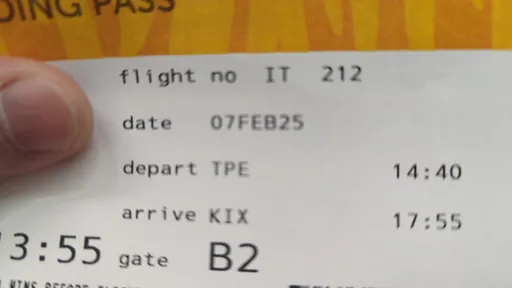 DING PASS
flight no IT 212
date 07FEB25
depart TPE 14:40
arrive KIX 17:55
3:55 gate B2